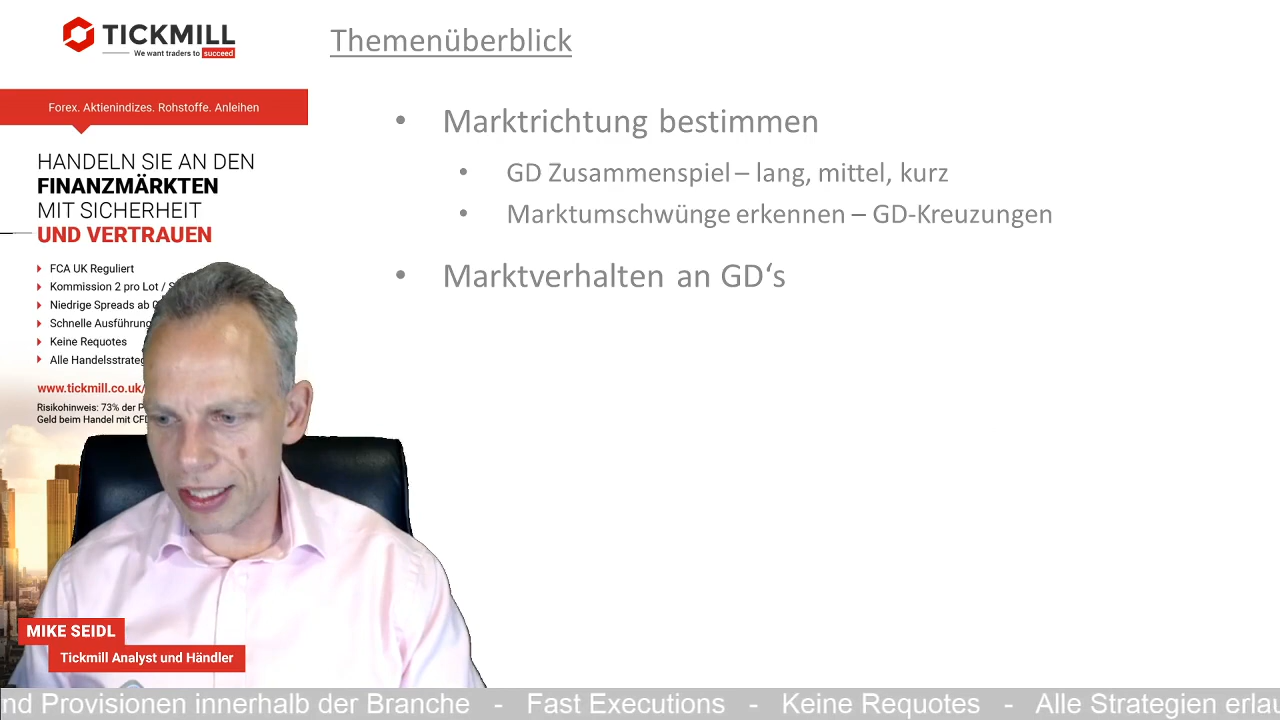 TICKMILL
We want traders to succeed
Themenüberblick
Forex. Aktienindizes. Rohstoffe. Anleihen
HANDELN SIE AN DEN
FINANZMÄRKTEN
MIT SICHERHEIT
UND VERTRAUEN
FCA UK Reguliert
Kommission 2 pro Lot /
Niedrige Spreads ab
Schnelle Ausführung
Keine Requotes
Alle
www.tickmill.co.uk/
Risikohinweis: 73% der
Geld beim Handel mit
• Marktrichtung bestimmen
• GD Zusammenspiel – lang, mittel, kurz
• Marktumschwünge erkennen – GD-Kreuzungen
• Marktverhalten an GD‘s
MIKE SEIDL
Tickmill Analyst und Händler
Provisionen innerhalb der Branche - Fast Executions - Keine Requotes - Alle Strategien